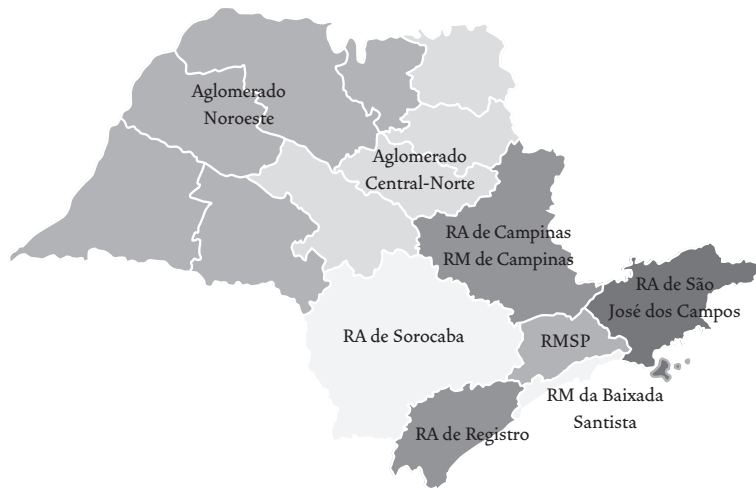 Aglomerado
Noroeste
Aglomerado
Central-Norte
RA de Campinas
RM de Campinas
RA de São
José dos Campos
RA de Sorocaba
RMSP
RM da Baixada
Santista
RA de Registro